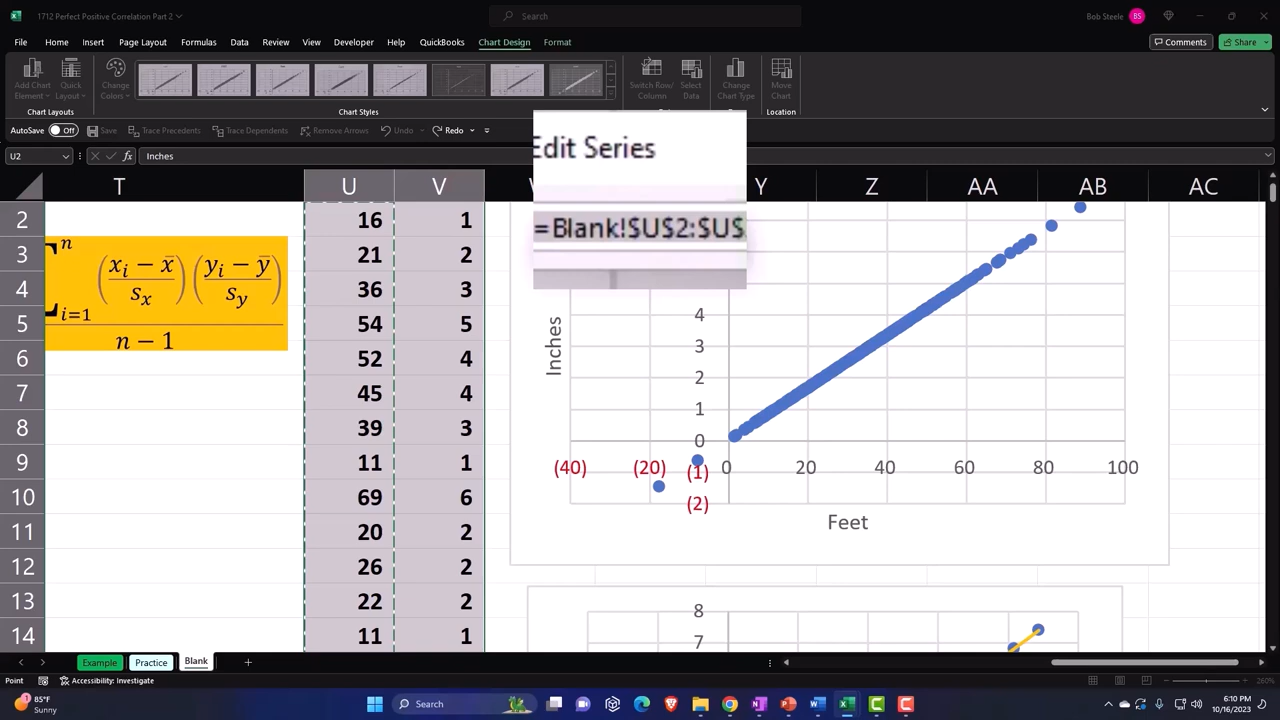 1712 Perfect Positive Correlation Part 2
Search
Bob Steele
BS
File
Home
Insert
Page Layout
Formulas
Data
Review
View
Developer
Help
QuickBooks
Chart Design
Format
Comments
Share
Add Chart Element
Quick Layout
Change Colors
Switch Row/ Column
Select Data
Change Chart Type
Move Chart
Chart Layouts
Chart Styles
Data
Type
Location
AutoSave Off
Save
Trace Precedents
Trace Dependents
Remove Arrows
Undo
Redo
U2
fx
Inches
Edit Series
=Blank!$U$2:$U$
T U V Y Z AA AB AC
2 16 1
3 21 2
4 36 3
5 54 5
6 52 4
7 45 4
8 39 3
9 11 1
10 69 6
11 20 2
12 26 2
13 22 2
14 11 1
n
i=1
(xᵢ − x̄ / sₓ) (yᵢ − ȳ / s_y)
n − 1
4
3
2
1
0
(1)
(2)
Inches
(40) (20) 0 20 40 60 80 100
Feet
8
7
Example
Practice
Blank
Point
Accessibility: Investigate
260%
1
85°F
Sunny
Search
6:10 PM
10/16/2023